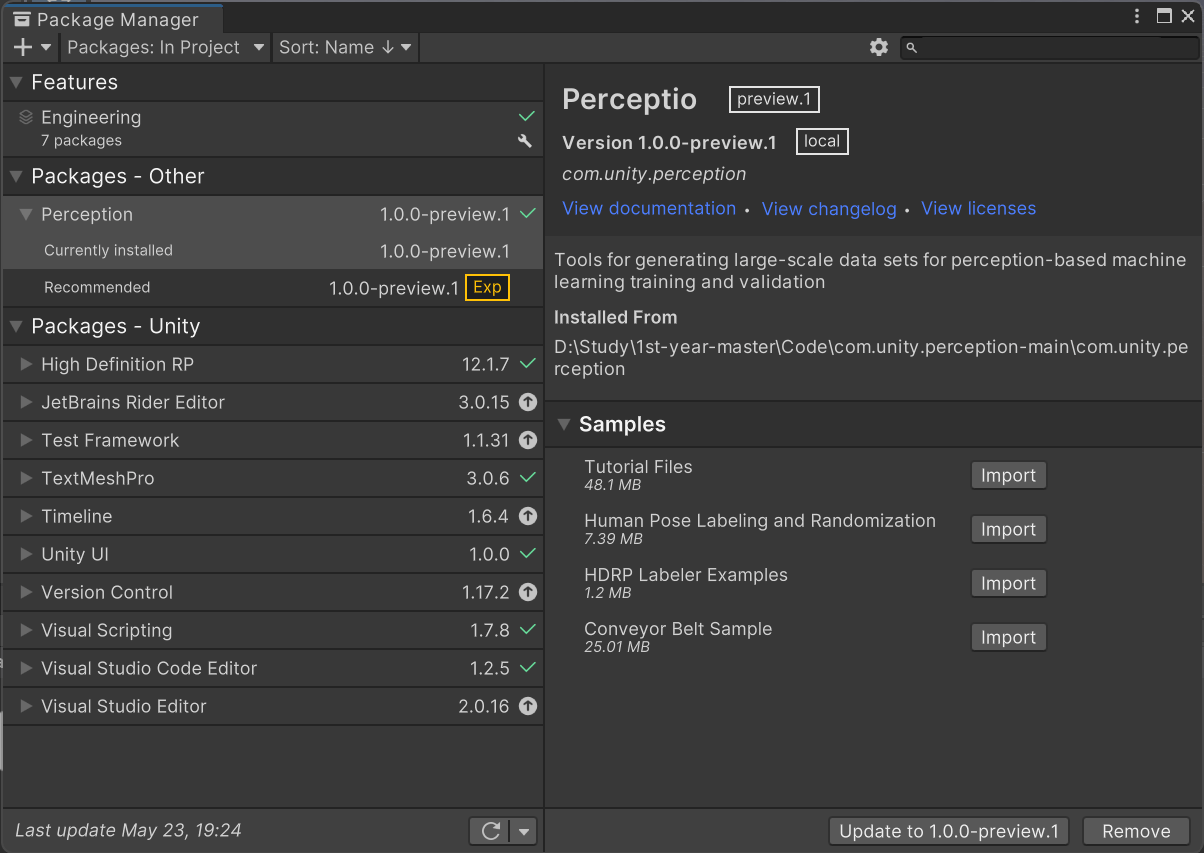 Package Manager
Packages: In Project
Sort: Name ↓
Features
Engineering
7 packages
Packages - Other
Perception 1.0.0-preview.1
Currently installed 1.0.0-preview.1
Recommended 1.0.0-preview.1 Exp
Packages - Unity
High Definition RP 12.1.7
JetBrains Rider Editor 3.0.15
Test Framework 1.1.31
TextMeshPro 3.0.6
Timeline 1.6.4
Unity UI 1.0.0
Version Control 1.17.2
Visual Scripting 1.7.8
Visual Studio Code Editor 1.2.5
Visual Studio Editor 2.0.16
Last update May 23, 19:24
Perceptio preview.1
Version 1.0.0-preview.1 local
com.unity.perception
View documentation • View changelog • View licenses
Tools for generating large-scale data sets for perception-based machine
learning training and validation
Installed From
D:\Study\1st-year-master\Code\com.unity.perception-main\com.unity.pe
rception
Samples
Tutorial Files
48.1 MB
Import
Human Pose Labeling and Randomization
7.39 MB
Import
HDRP Labeler Examples
1.2 MB
Import
Conveyor Belt Sample
25.01 MB
Import
Update to 1.0.0-preview.1
Remove